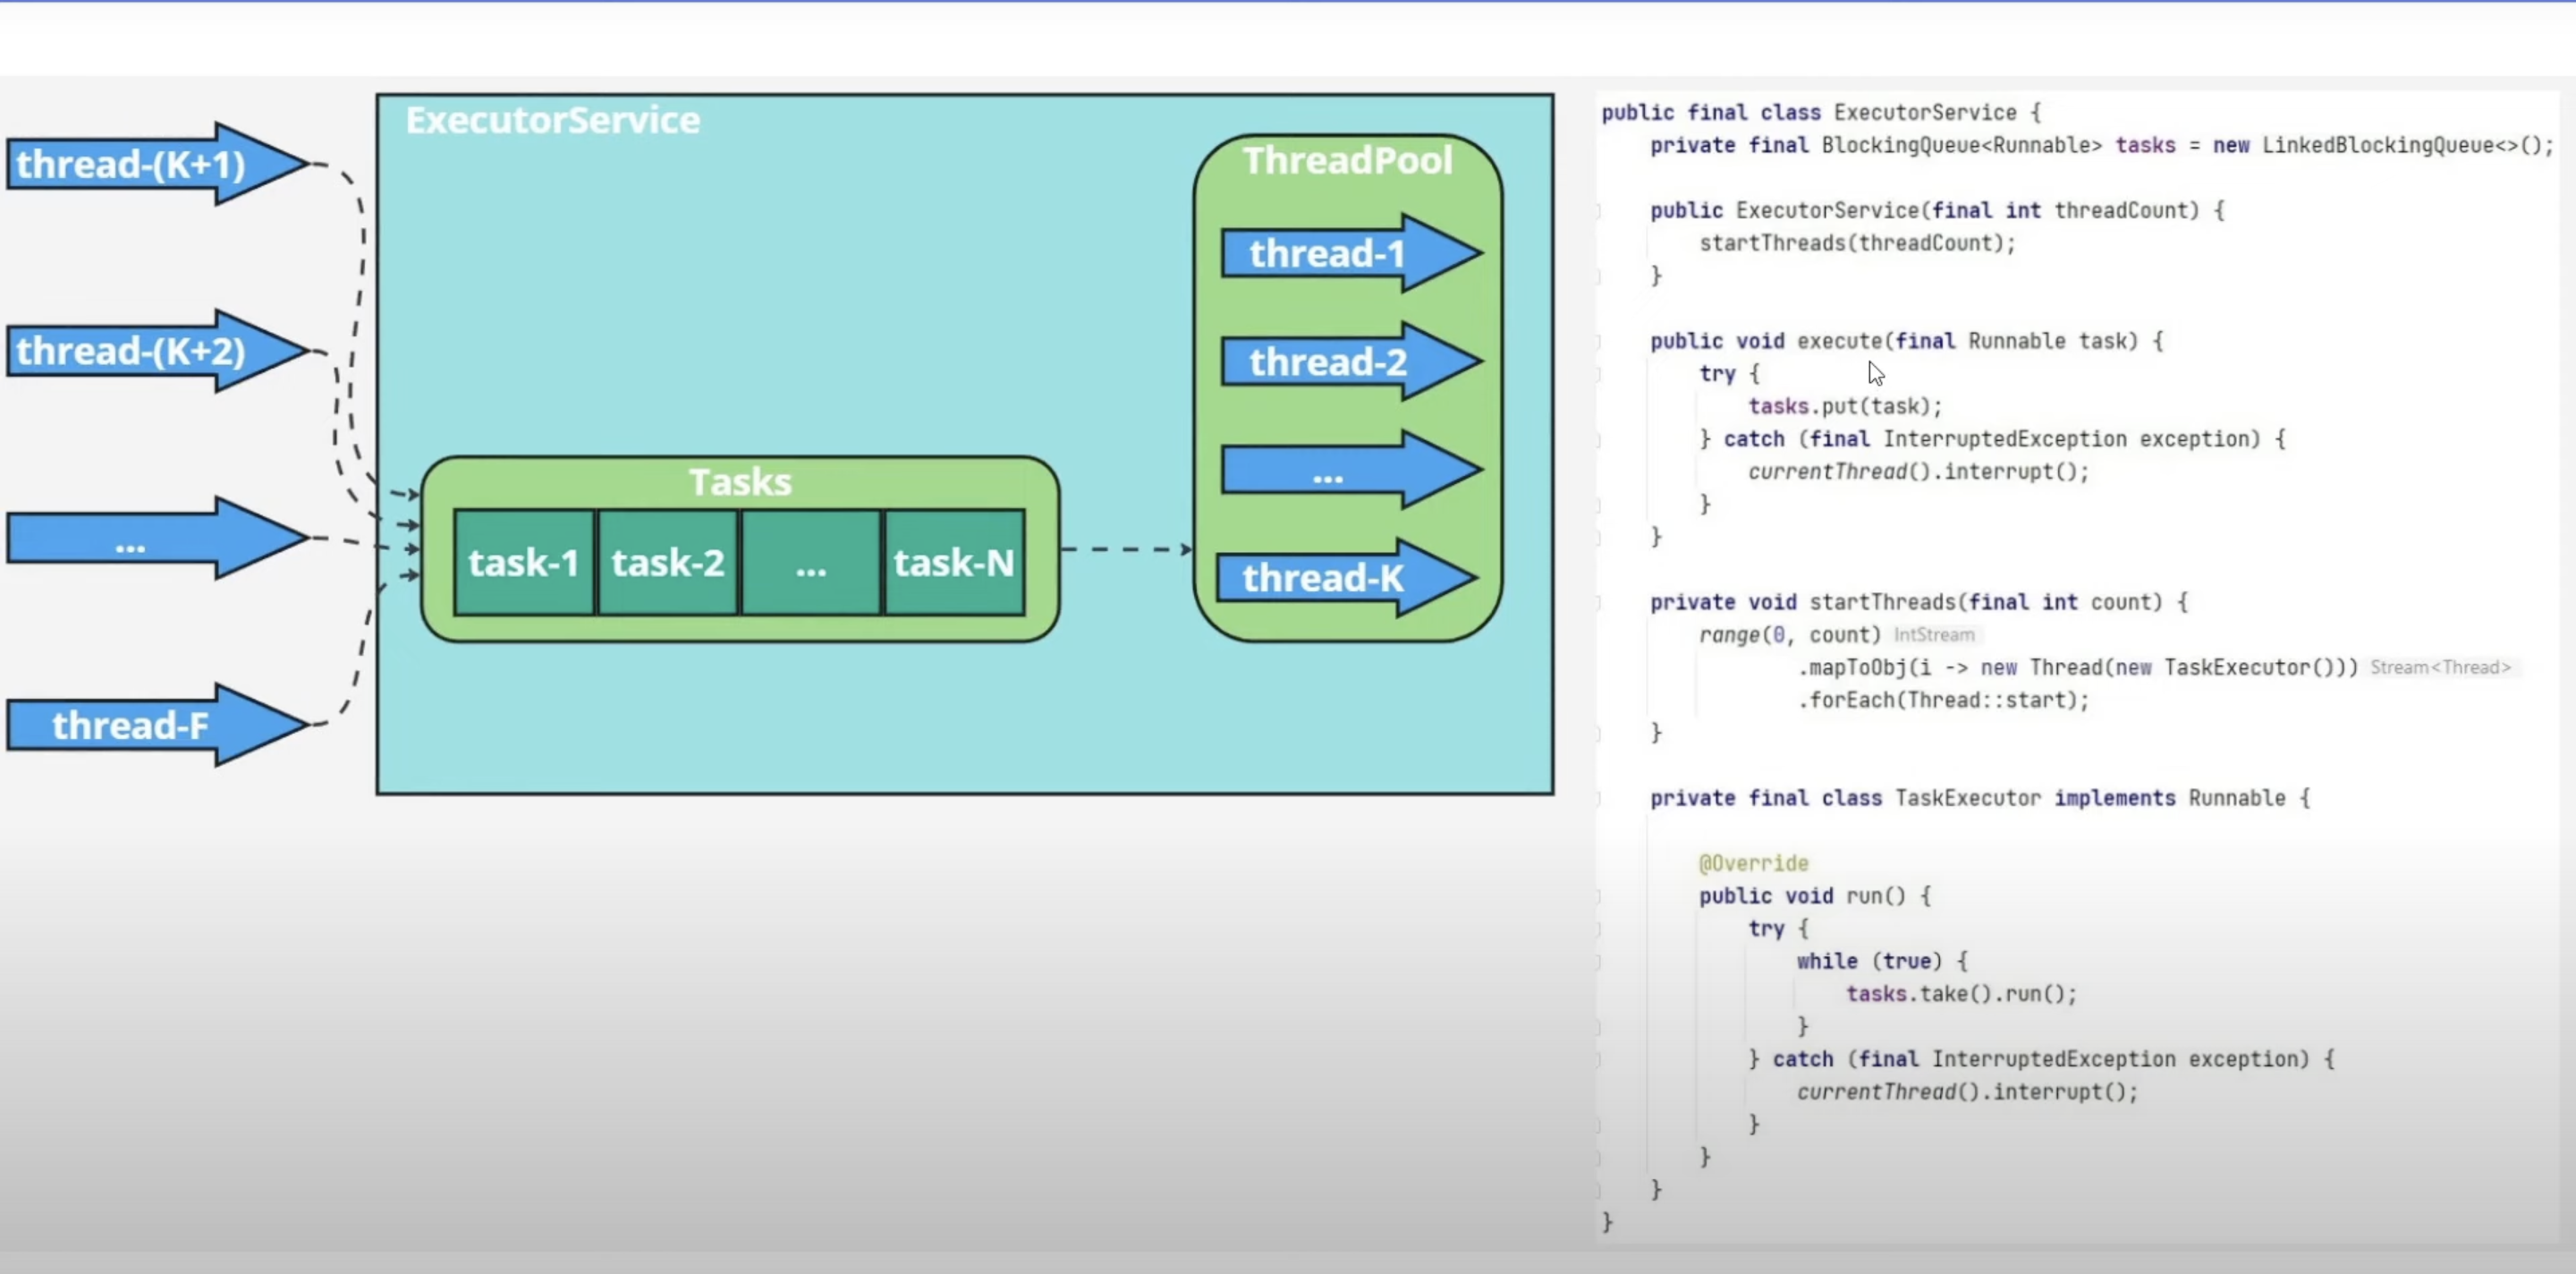 ExecutorService
thread-(K+1)
thread-(K+2)
...
thread-F
Tasks
task-1 task-2 ... task-N
ThreadPool
thread-1
thread-2
...
thread-K
public final class ExecutorService {
    private final BlockingQueue<Runnable> tasks = new LinkedBlockingQueue<>();
    public ExecutorService(final int threadCount) {
        startThreads(threadCount);
    }
    public void execute(final Runnable task) {
        try {
            tasks.put(task);
        } catch (final InterruptedException exception) {
            currentThread().interrupt();
        }
    }
    private void startThreads(final int count) {
        range(0, count) IntStream
                .mapToObj(i -> new Thread(new TaskExecutor())) Stream<Thread>
                .forEach(Thread::start);
    }
    private final class TaskExecutor implements Runnable {
        @Override
        public void run() {
            try {
                while (true) {
                    tasks.take().run();
                }
            } catch (final InterruptedException exception) {
                currentThread().interrupt();
            }
        }
    }
}